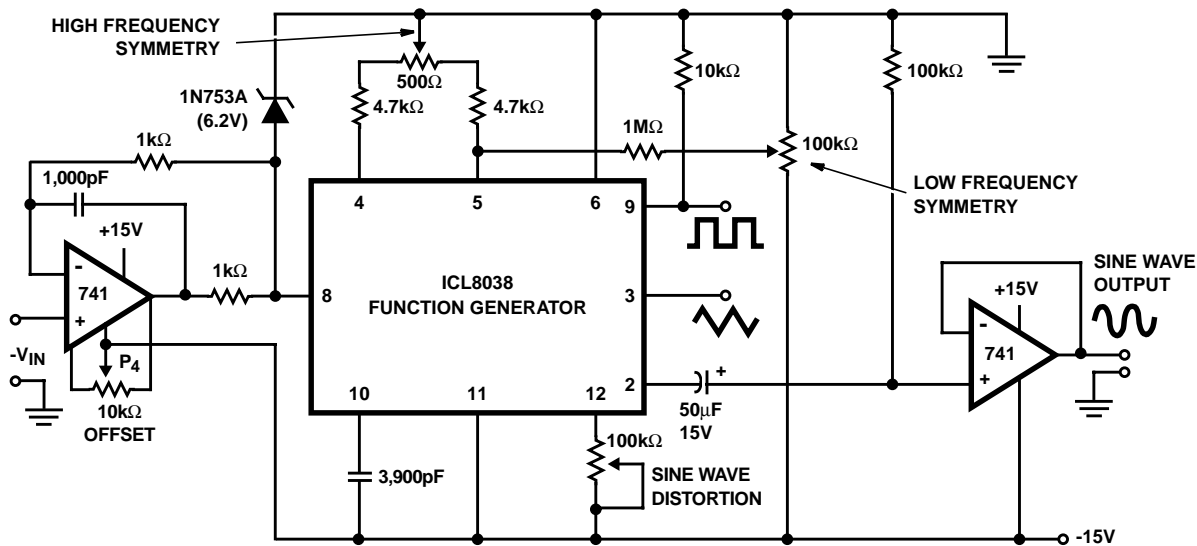 HIGH FREQUENCY
SYMMETRY
500Ω
1N753A
(6.2V)
4.7kΩ
4.7kΩ
10kΩ
100kΩ
1kΩ
1MΩ
100kΩ
1,000pF
LOW FREQUENCY
SYMMETRY
4
5
6
9
+15V
-
741
+
1kΩ
8
ICL8038
FUNCTION GENERATOR
3
SINE WAVE
OUTPUT
+15V
-
741
+
-VIN
P4
10kΩ
OFFSET
10
11
12
2
+
50μF
15V
100kΩ
3,900pF
SINE WAVE
DISTORTION
-15V